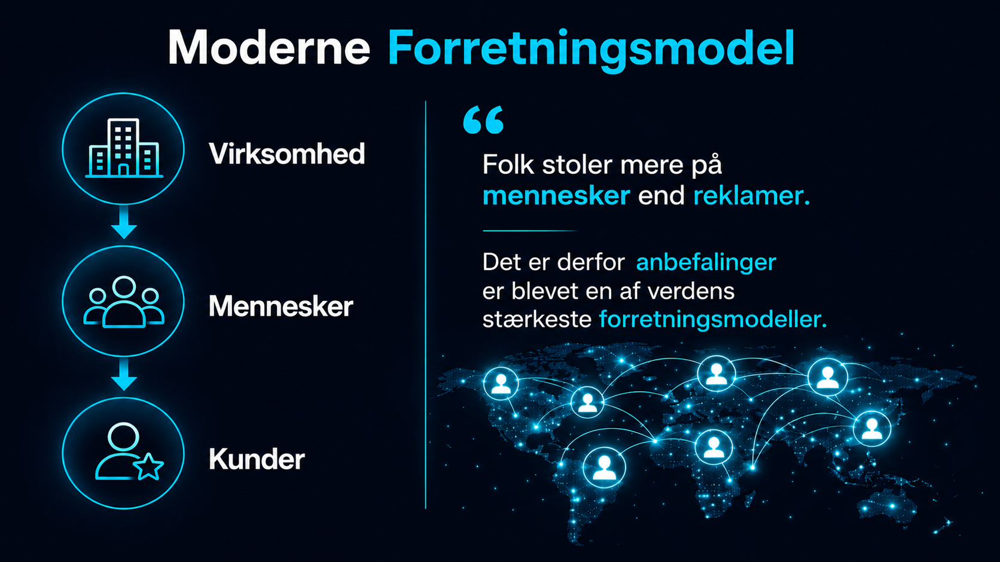 Moderne Forretningsmodel
Virksomhed
Mennesker
Kunder
“
Folk stoler mere på
mennesker end reklamer.
Det er derfor anbefalinger
er blevet en af verdens
stærkeste forretningsmodeller.